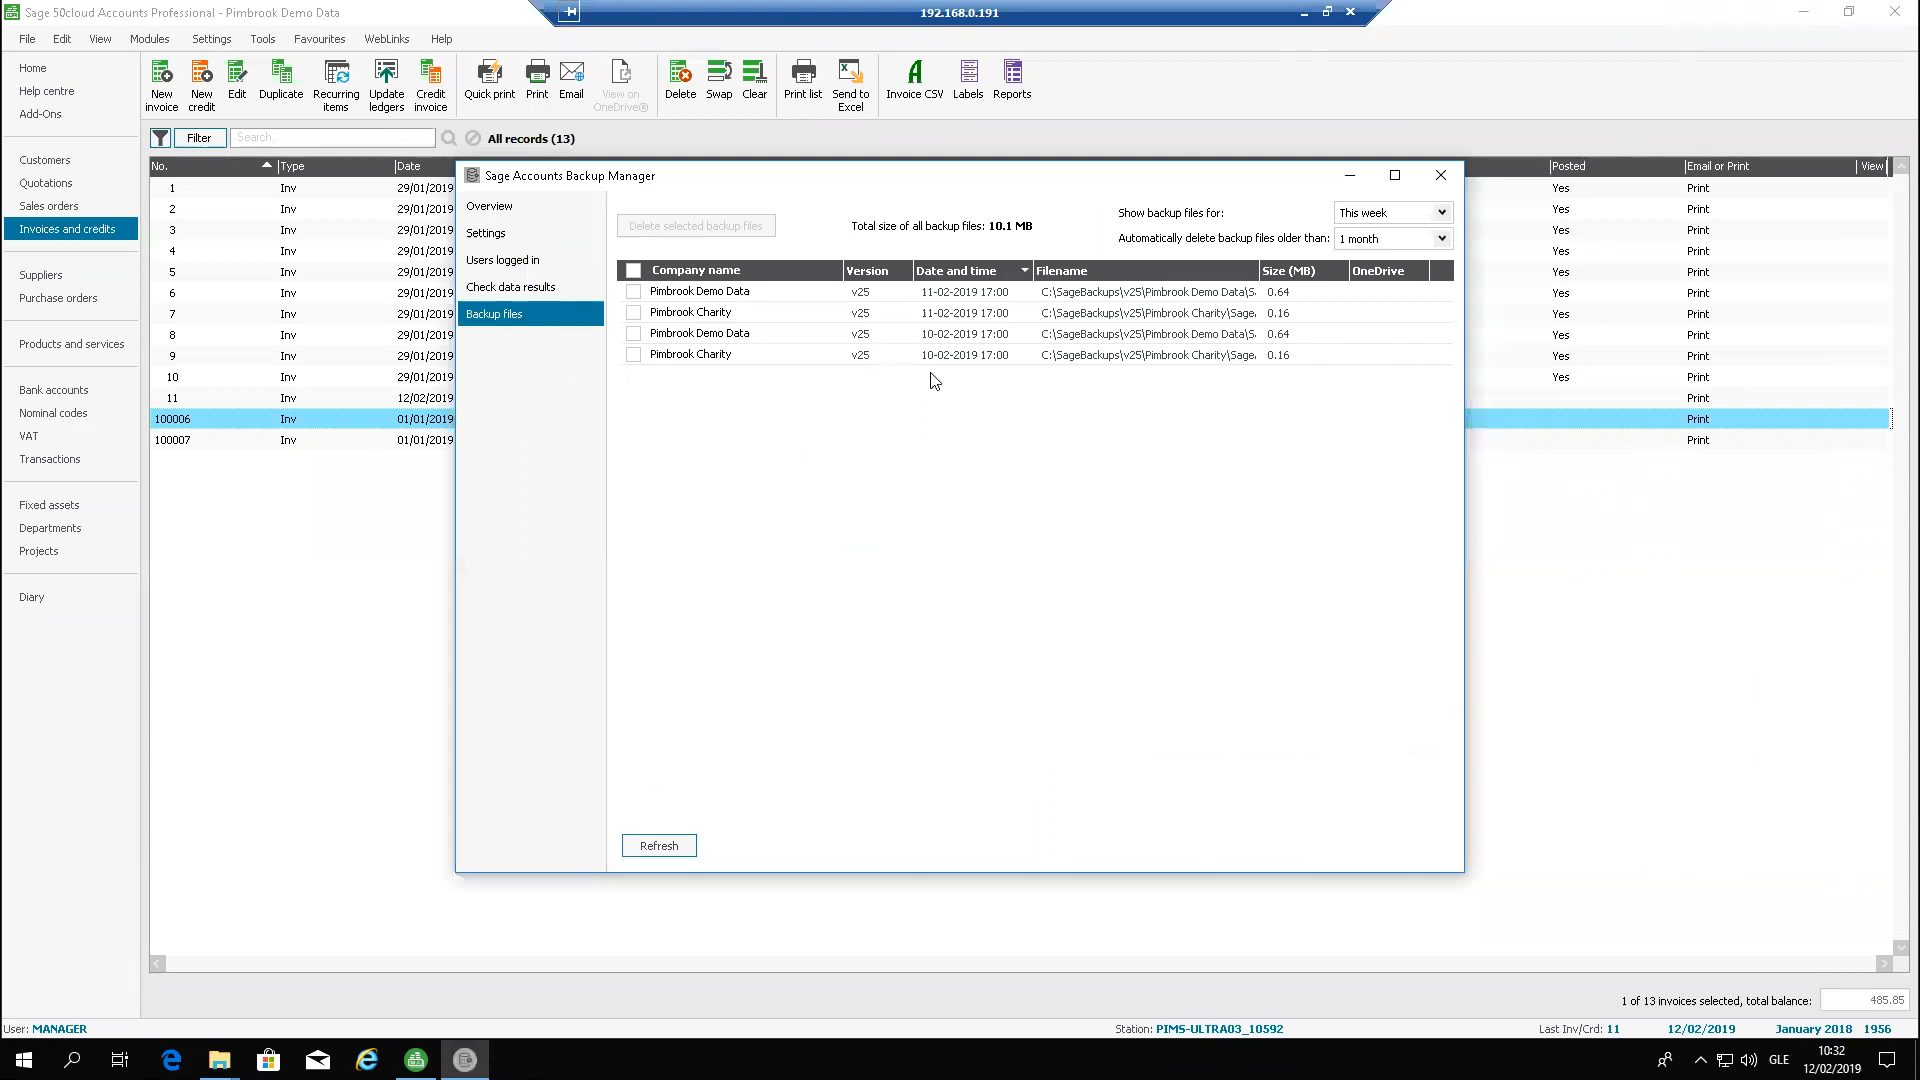 Sage 50cloud Accounts Professional - Pimbrook Demo Data
192.168.0.191
File Edit View Modules Settings Tools Favourites WebLinks Help
Home
Help centre
Add-Ons
Customers
Quotations
Sales orders
Invoices and credits
Suppliers
Purchase orders
Products and services
Bank accounts
Nominal codes
VAT
Transactions
Fixed assets
Departments
Projects
Diary
New invoice
New credit
Edit
Duplicate
Recurring items
Update ledgers
Credit invoice
Quick print
Print
Email
View on OneDrive®
Delete
Swap
Clear
Print list
Send to Excel
Invoice CSV
Labels
Reports
Filter Search... All records (13)
No. Type Date Posted Email or Print View
1 Inv 29/01/2019 Yes Print
2 Inv 29/01/2019 Yes Print
3 Inv 29/01/2019 Yes Print
4 Inv 29/01/2019 Yes Print
5 Inv 29/01/2019 Yes Print
6 Inv 29/01/2019 Yes Print
7 Inv 29/01/2019 Yes Print
8 Inv 29/01/2019 Yes Print
9 Inv 29/01/2019 Yes Print
10 Inv 29/01/2019 Yes Print
11 Inv 12/02/2019 Print
100006 Inv 01/01/2019 Print
100007 Inv 01/01/2019 Print
Sage Accounts Backup Manager
Overview
Settings
Users logged in
Check data results
Backup files
Delete selected backup files
Total size of all backup files: 10.1 MB
Show backup files for: This week
Automatically delete backup files older than: 1 month
Company name Version Date and time Filename Size (MB) OneDrive
Pimbrook Demo Data v25 11-02-2019 17:00 C:\SageBackups\v25\Pimbrook Demo Data\S. 0.64
Pimbrook Charity v25 11-02-2019 17:00 C:\SageBackups\v25\Pimbrook Charity\Sage. 0.16
Pimbrook Demo Data v25 10-02-2019 17:00 C:\SageBackups\v25\Pimbrook Demo Data\S. 0.64
Pimbrook Charity v25 10-02-2019 17:00 C:\SageBackups\v25\Pimbrook Charity\Sage. 0.16
Refresh
1 of 13 invoices selected, total balance: 485.85
User: MANAGER Station: PIMS-ULTRA03_10592 Last Inv/Crd: 11 12/02/2019 January 2018 1956
GLE
10:32
12/02/2019